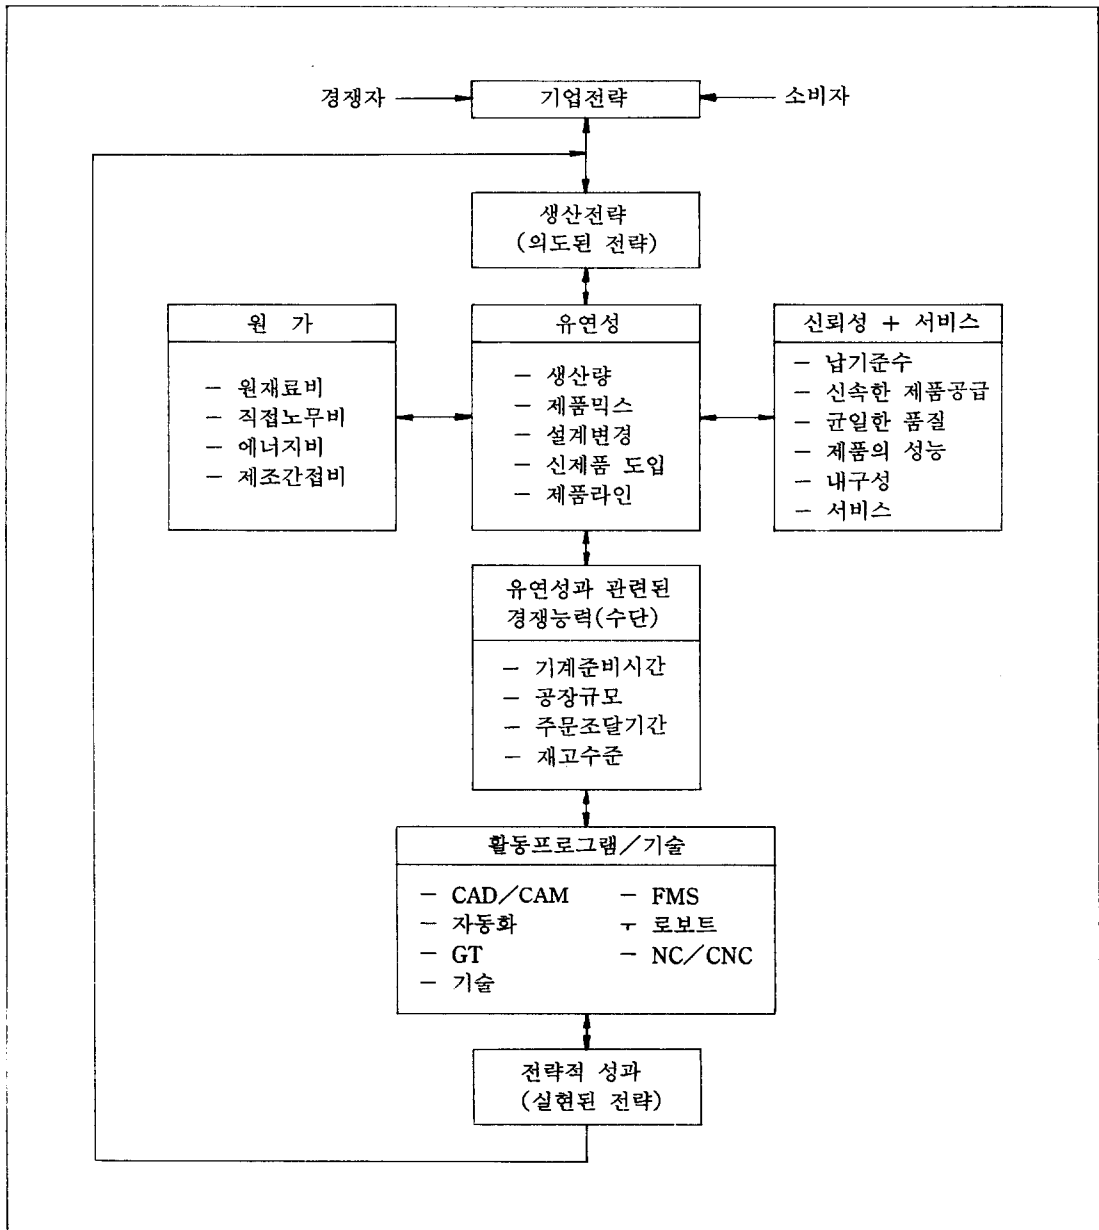 경쟁자
기업전략
소비자
생산전략
(의도된 전략)
원 가
- 원재료비
- 직접노무비
- 에너지비
- 제조간접비
유연성
- 생산량
- 제품믹스
- 설계변경
- 신제품 도입
- 제품라인
신뢰성 + 서비스
- 납기준수
- 신속한 제품공급
- 균일한 품질
- 제품의 성능
- 내구성
- 서비스
유연성과 관련된
경쟁능력(수단)
- 기계준비시간
- 공장규모
- 주문조달기간
- 재고수준
활동프로그램/기술
- CAD/CAM
- 자동화
- GT
- 기술
- FMS
- 로보트
- NC/CNC
전략적 성과
(실현된 전략)